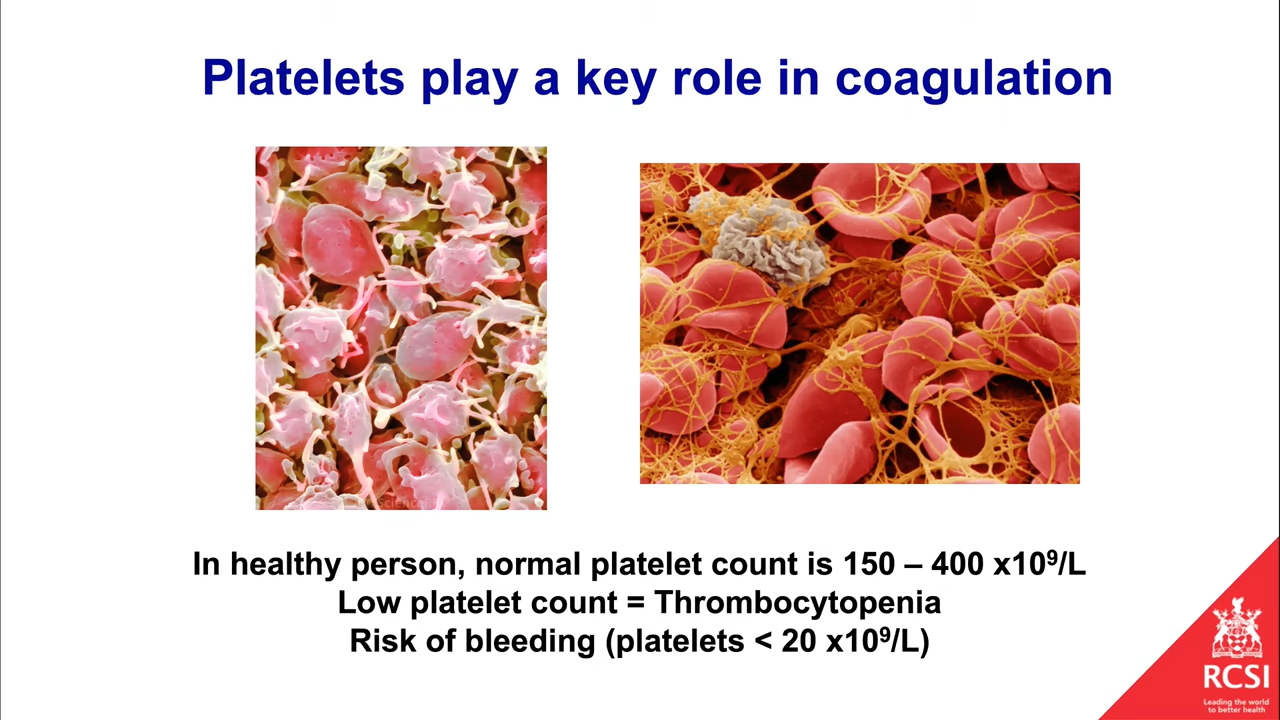 Platelets play a key role in coagulation
In healthy person, normal platelet count is 150 – 400 x10⁹/L
Low platelet count = Thrombocytopenia
Risk of bleeding (platelets < 20 x10⁹/L)
RCSI
Leading the world
to better health